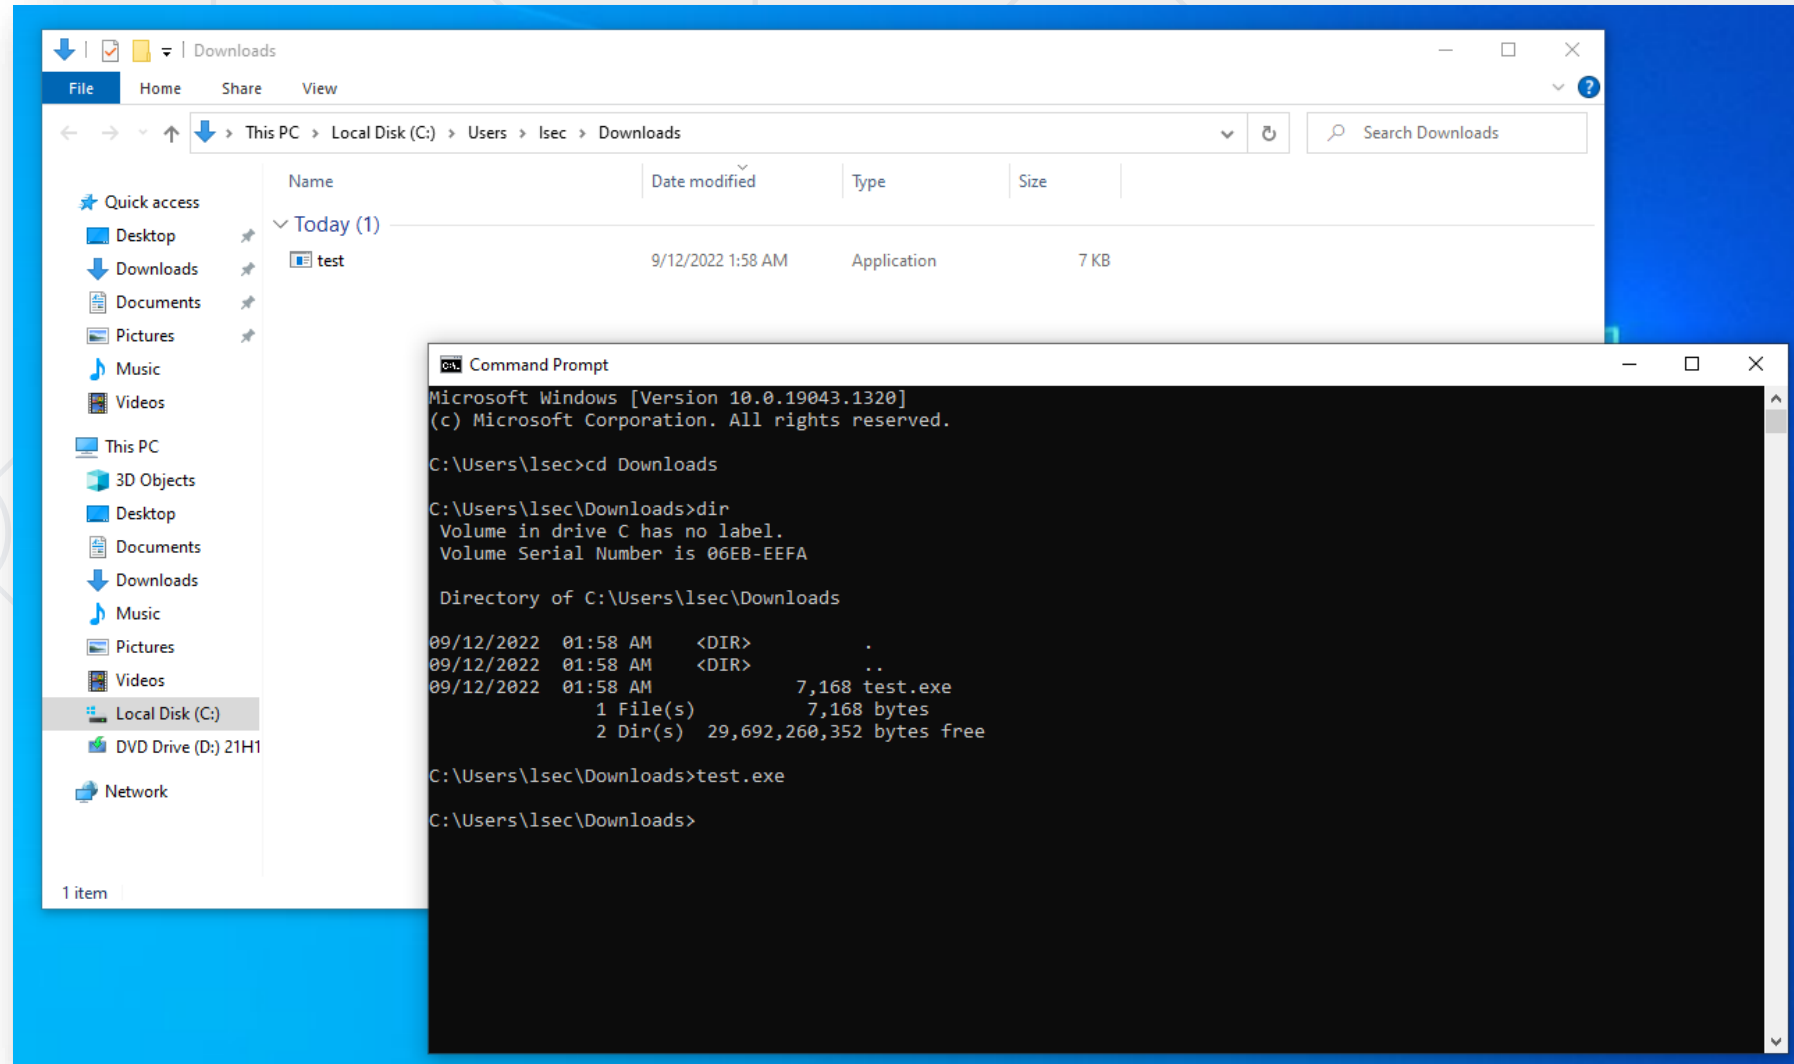 Downloads
File Home Share View
This PC > Local Disk (C:) > Users > lsec > Downloads
Search Downloads
Name Date modified Type Size
Quick access
Desktop
Downloads
Documents
Pictures
Music
Videos
This PC
3D Objects
Desktop
Documents
Downloads
Music
Pictures
Videos
Local Disk (C:)
DVD Drive (D:) 21H1
Network
Today (1)
test 9/12/2022 1:58 AM Application 7 KB
1 item
Command Prompt
Microsoft Windows [Version 10.0.19043.1320]
(c) Microsoft Corporation. All rights reserved.
C:\Users\lsec>cd Downloads
C:\Users\lsec\Downloads>dir
Volume in drive C has no label.
Volume Serial Number is 06EB-EEFA
Directory of C:\Users\lsec\Downloads
09/12/2022 01:58 AM <DIR> .
09/12/2022 01:58 AM <DIR> ..
09/12/2022 01:58 AM 7,168 test.exe
1 File(s) 7,168 bytes
2 Dir(s) 29,692,260,352 bytes free
C:\Users\lsec\Downloads>test.exe
C:\Users\lsec\Downloads>